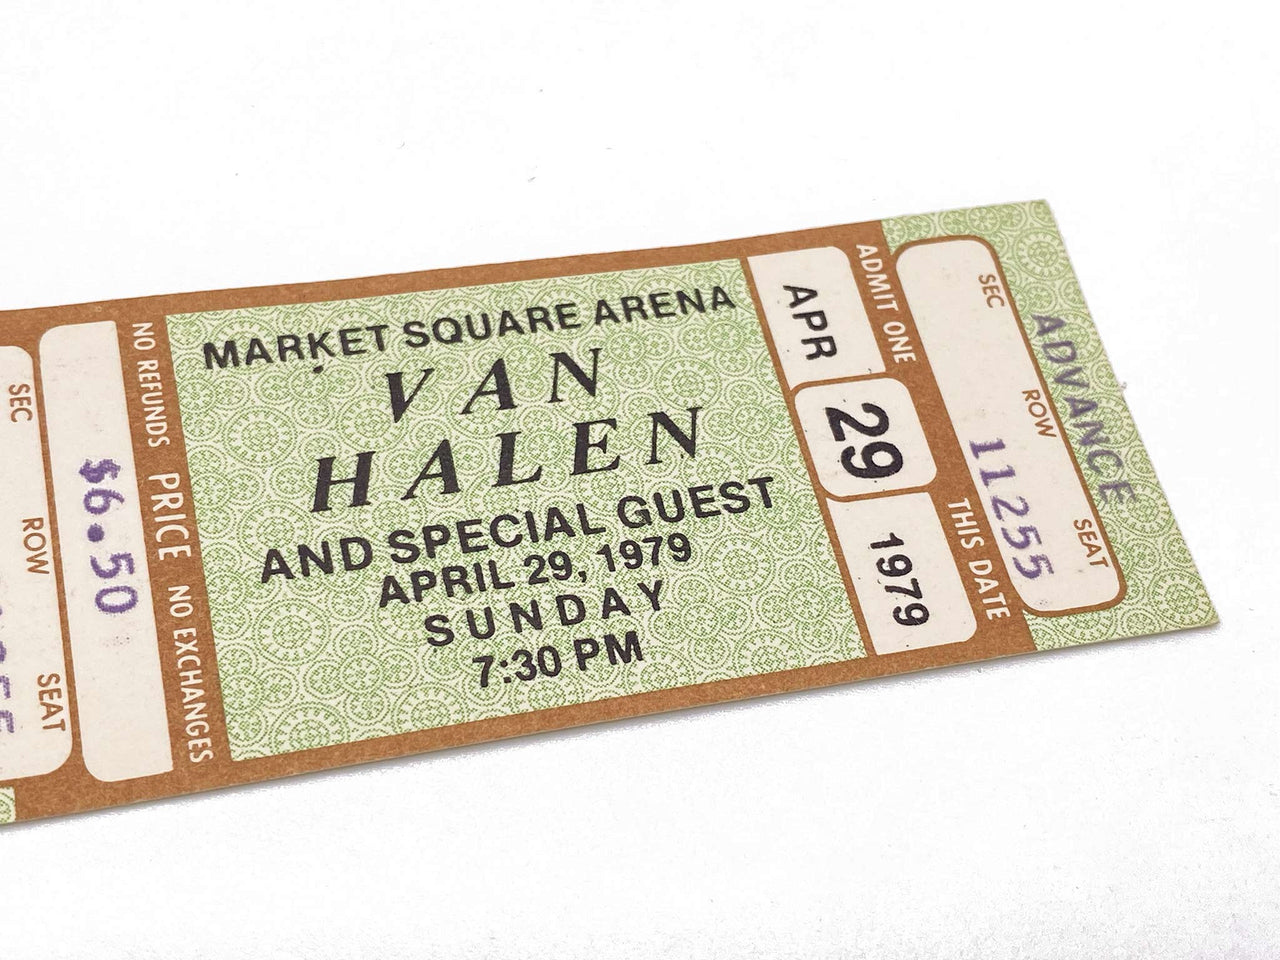 SEC
ROW
SEAT
$6.50
NO REFUNDS PRICE NO EXCHANGES
MARKET SQUARE ARENA
VAN
HALEN
AND SPECIAL GUEST
APRIL 29, 1979
SUNDAY
7:30 PM
APR
29
1979
ADMIT ONE THIS DATE
SEC
ROW
SEAT
11255
ADVANCE